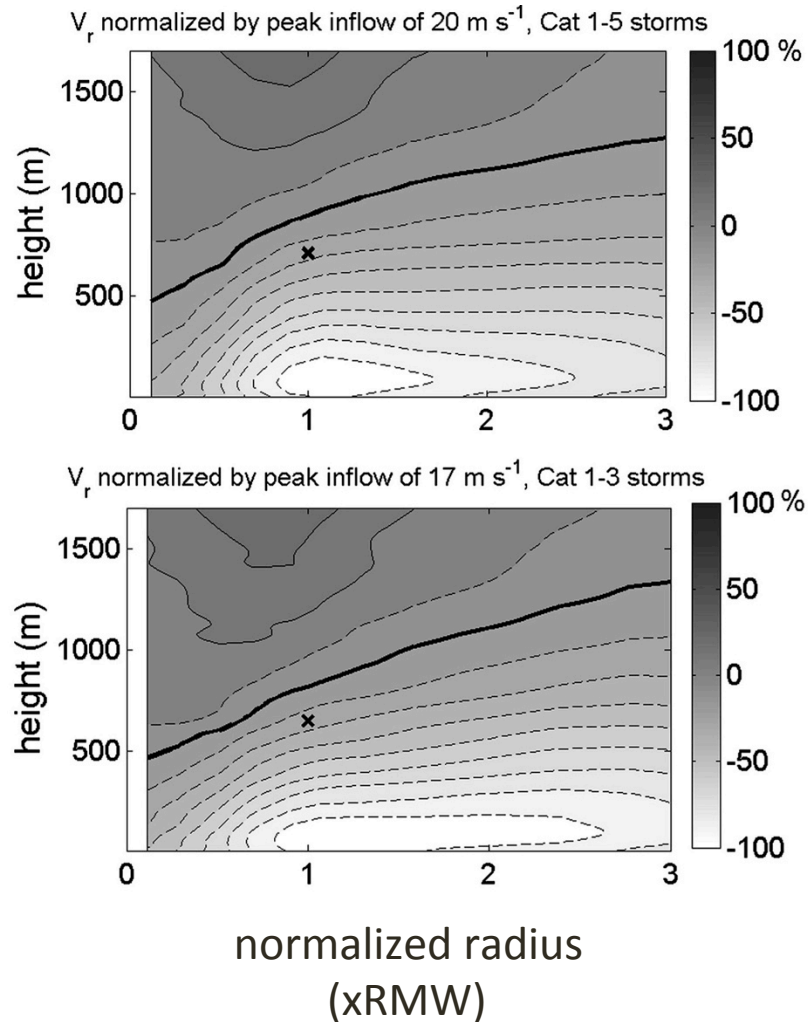 V_r normalized by peak inflow of 20 m s⁻¹, Cat 1-5 storms
100 %
50
0
-50
-100
height (m)
1500
1000
500
0 1 2 3
V_r normalized by peak inflow of 17 m s⁻¹, Cat 1-3 storms
100 %
50
0
-50
-100
height (m)
1500
1000
500
0 1 2 3
normalized radius
(xRMW)